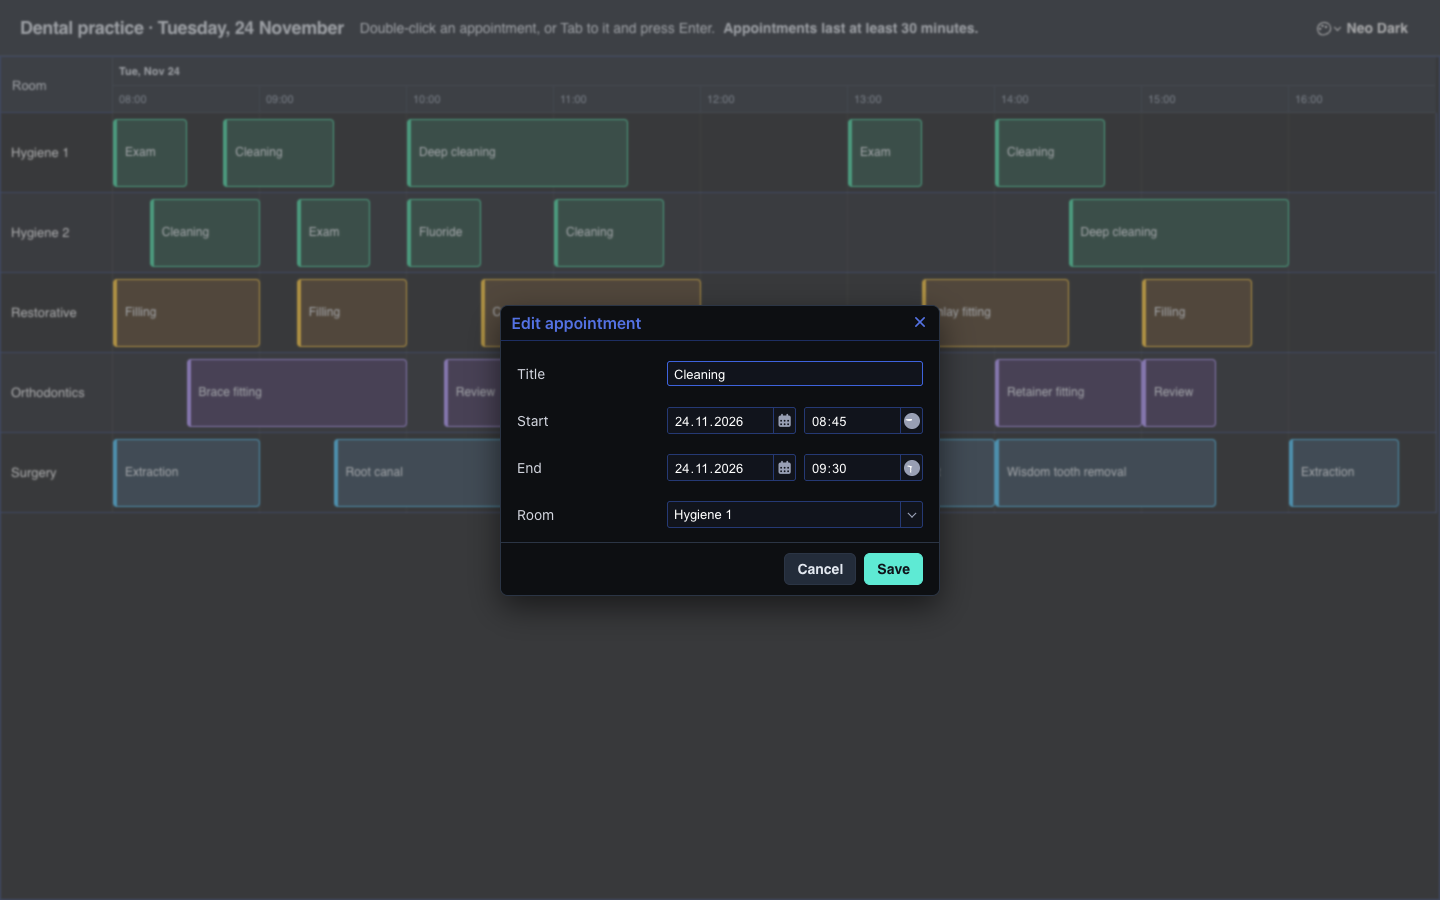 Dental practice · Tuesday, 24 November Double-click an appointment, or Tab to it and press Enter. Appointments last at least 30 minutes. Neo Dark
Room
Tue, Nov 24
08:00 09:00 10:00 11:00 12:00 13:00 14:00 15:00 16:00
Hygiene 1 Exam Cleaning Deep cleaning Exam Cleaning
Hygiene 2 Cleaning Exam Fluoride Cleaning Deep cleaning
Restorative Filling Filling lay fitting Filling
Orthodontics Brace fitting Review Retainer fitting Review
Surgery Extraction Root canal Wisdom tooth removal Extraction
Edit appointment
Title Cleaning
Start 24.11.2026 08:45
End 24.11.2026 09:30
Room Hygiene 1
Cancel Save